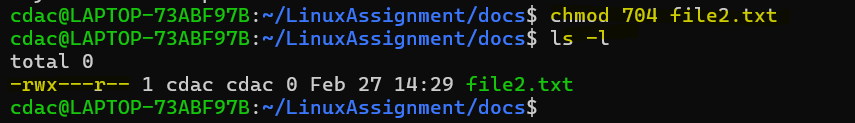 cdac@LAPTOP-73ABF97B:~/LinuxAssignment/docs$ chmod 704 file2.txt
cdac@LAPTOP-73ABF97B:~/LinuxAssignment/docs$ ls -l
total 0
-rwx---r-- 1 cdac cdac 0 Feb 27 14:29 file2.txt
cdac@LAPTOP-73ABF97B:~/LinuxAssignment/docs$